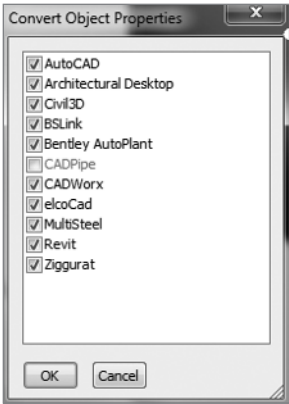 Convert Object Properties
AutoCAD
Architectural Desktop
Civil3D
BSLink
Bentley AutoPlant
CADPipe
CADWorx
elcoCad
MultiSteel
Revit
Ziggurat
OK Cancel